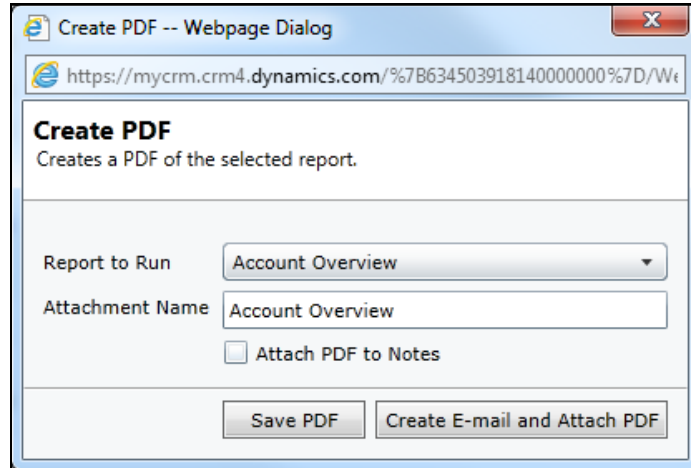 Create PDF -- Webpage Dialog
x
https://mycrm.crm4.dynamics.com/%7B634503918140000000%7D/We
Create PDF
Creates a PDF of the selected report.
Report to Run Account Overview
Attachment Name Account Overview
Attach PDF to Notes
Save PDF Create E-mail and Attach PDF